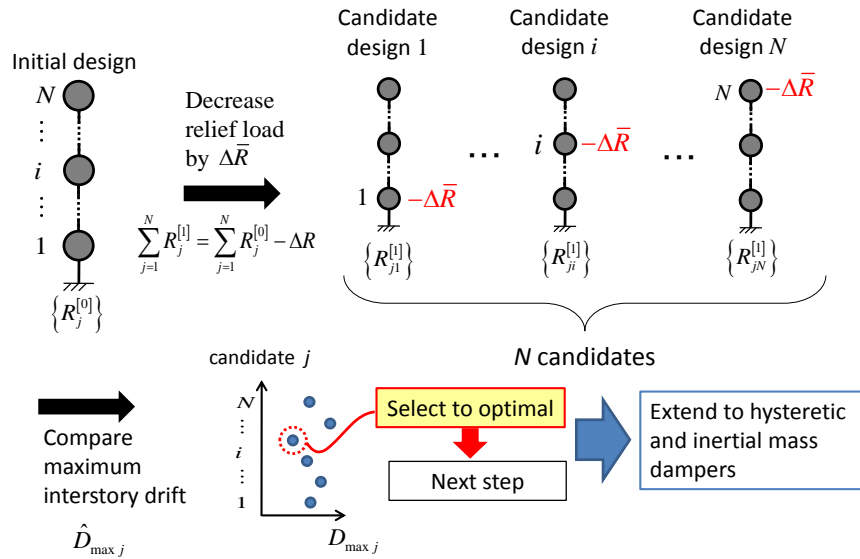 Initial design
N
⋮
i
⋮
1
{R_j^{[0]}}
Decrease
relief load
by ΔR̄
\sum_{j=1}^{N} R_j^{[1]} = \sum_{j=1}^{N} R_j^{[0]} − ΔR
Candidate
design 1
1 −ΔR̄
{R_{j1}^{[1]}}
...
Candidate
design i
i −ΔR̄
{R_{ji}^{[1]}}
...
Candidate
design N
N −ΔR̄
{R_{jN}^{[1]}}
N candidates
Compare
maximum
interstory drift
D̂_{max j}
candidate j
N
⋮
i
⋮
1
D_{max j}
Select to optimal
Next step
Extend to hysteretic
and inertial mass
dampers